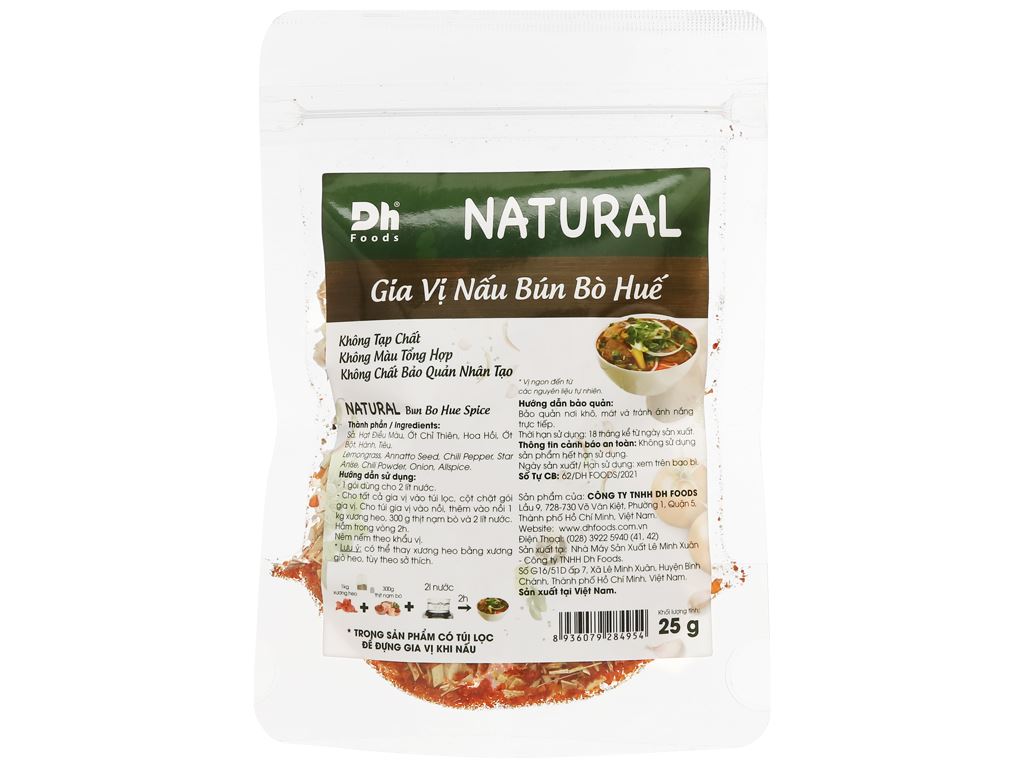 Dh®
Foods
NATURAL
Gia Vị Nấu Bún Bò Huế
Không Tạp Chất
Không Màu Tổng Hợp
Không Chất Bảo Quản Nhân Tạo
* Vị ngon đến từ
các nguyên liệu tự nhiên.
NATURAL Bun Bo Hue Spice
Thành phần / Ingredients:
Sả, Hạt Điều Màu, Ớt Chỉ Thiên, Hoa Hồi, Ớt
Bột, Hành, Tiêu.
Lemongrass, Annatto Seed, Chili Pepper, Star
Anise, Chili Powder, Onion, Allspice.
Hướng dẫn sử dụng:
- 1 gói dùng cho 2 lít nước.
- Cho tất cả gia vị vào túi lọc, cột chặt gói
gia vị. Cho túi gia vị vào nồi, thêm vào nồi 1
kg xương heo, 300 g thịt nạm bò và 2 lít nước.
Hầm trong vòng 2h.
Nêm nếm theo khẩu vị.
* Lưu ý: có thể thay xương heo bằng xương
giò heo, tùy theo sở thích.
1kg
xương heo
300g
thịt nạm bò
2l nước
2h
* TRONG SẢN PHẨM CÓ TÚI LỌC
ĐỂ ĐỰNG GIA VỊ KHI NẤU
Hướng dẫn bảo quản:
Bảo quản nơi khô, mát và tránh ánh nắng
trực tiếp.
Thời hạn sử dụng: 18 tháng kể từ ngày sản xuất.
Thông tin cảnh báo an toàn: Không sử dụng
sản phẩm hết hạn sử dụng.
Ngày sản xuất/ Hạn sử dụng: xem trên bao bì.
Số Tự CB: 62/DH FOODS/2021
Sản phẩm của: CÔNG TY TNHH DH FOODS
Lầu 9, 728-730 Võ Văn Kiệt, Phường 1, Quận 5,
Thành phố Hồ Chí Minh, Việt Nam.
Website: www.dhfoods.com.vn
Điện Thoại: (028) 3922 5940 (41, 42)
Sản xuất tại: Nhà Máy Sản Xuất Lê Minh Xuân
- Công ty TNHH Dh Foods.
Số G16/51D ấp 7, Xã Lê Minh Xuân, Huyện Bình
Chánh, Thành phố Hồ Chí Minh, Việt Nam.
Sản xuất tại Việt Nam.
8 936079 284954
Khối lượng tịnh:
25 g